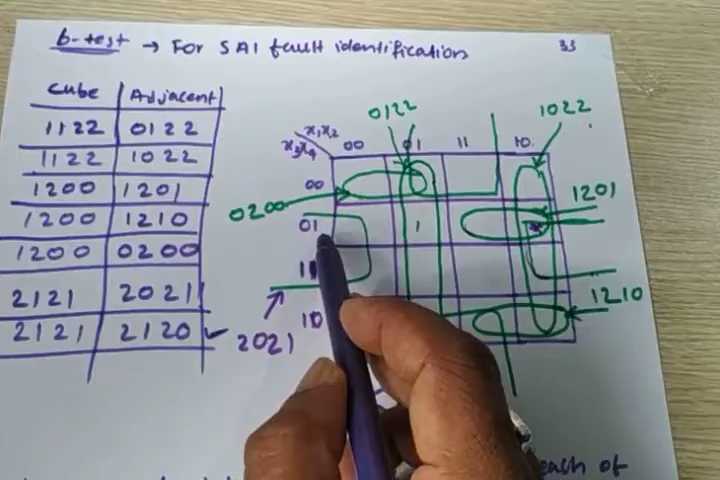 b-test → For SA1 fault identification
33
Cube Adjacent
1122 0122
1122 1022
1200 1201
1200 1210
1200 0200
2121 2021
2121 2120 ✓
0122
1022
x₁x₂
x₃x₄
00 01 11 10
00
01
11
10
1
0200
1201
1210
2021
each of